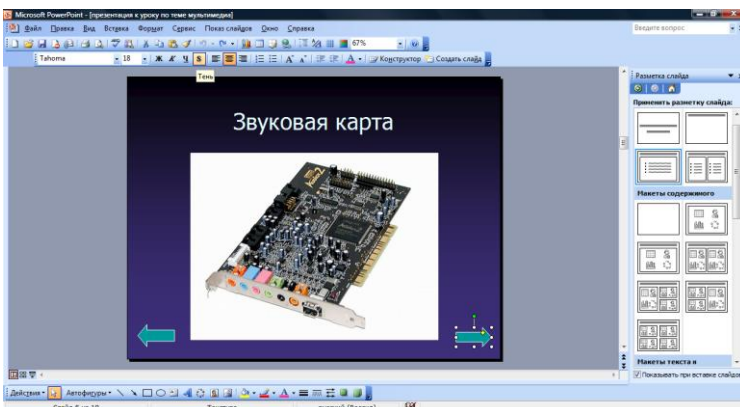 Microsoft PowerPoint - [презентация к уроку по теме мультимедиа]
Файл Правка Вид Вставка Формат Сервис Показ слайдов Окно Справка
Введите вопрос
67%
Tahoma 18 Ж К Ч S Конструктор Создать слайд
Тень
Разметка слайда
Применить разметку слайда:
Звуковая карта
Audigy 2
Макеты содержимого
Макеты текста и
Показывать при вставке слайдов
Действия Автофигуры